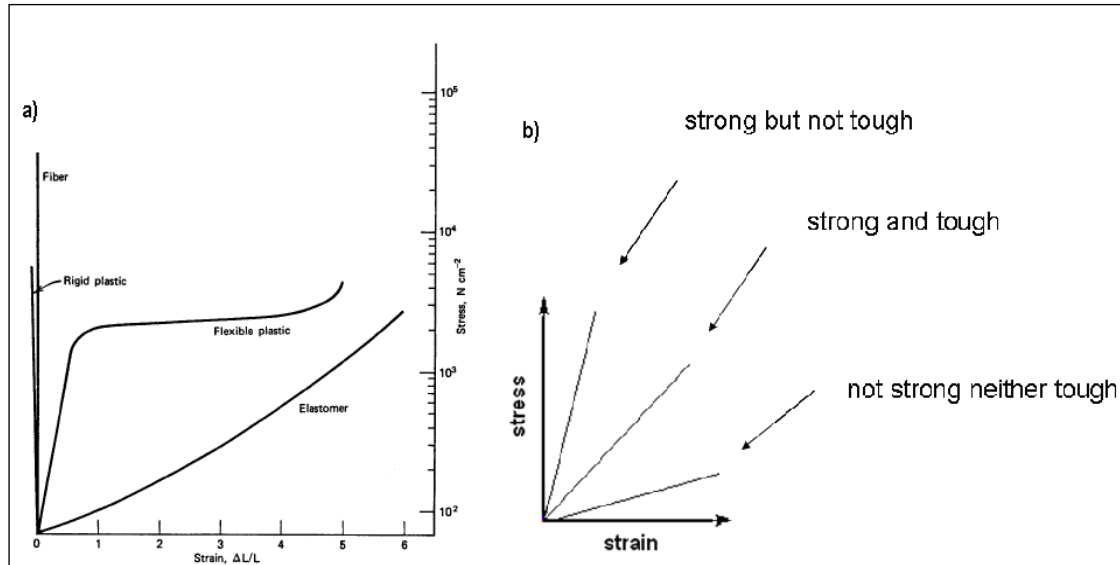 a)
Fiber
Rigid plastic
Flexible plastic
Elastomer
10⁵
10⁴
10³
10²
Stress, N cm⁻²
0 1 2 3 4 5 6
Strain, ΔL/L
b)
strong but not tough
strong and tough
not strong neither tough
stress
strain